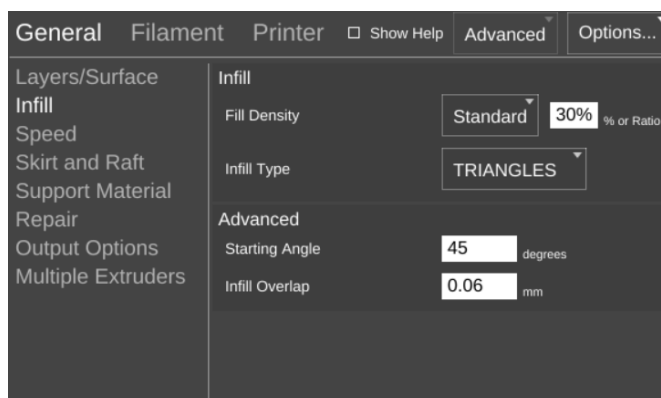 General Filament Printer Show Help Advanced Options...
Layers/Surface
Infill
Speed
Skirt and Raft
Support Material
Repair
Output Options
Multiple Extruders
Infill
Fill Density Standard 30% % or Ratio
Infill Type TRIANGLES
Advanced
Starting Angle 45 degrees
Infill Overlap 0.06 mm